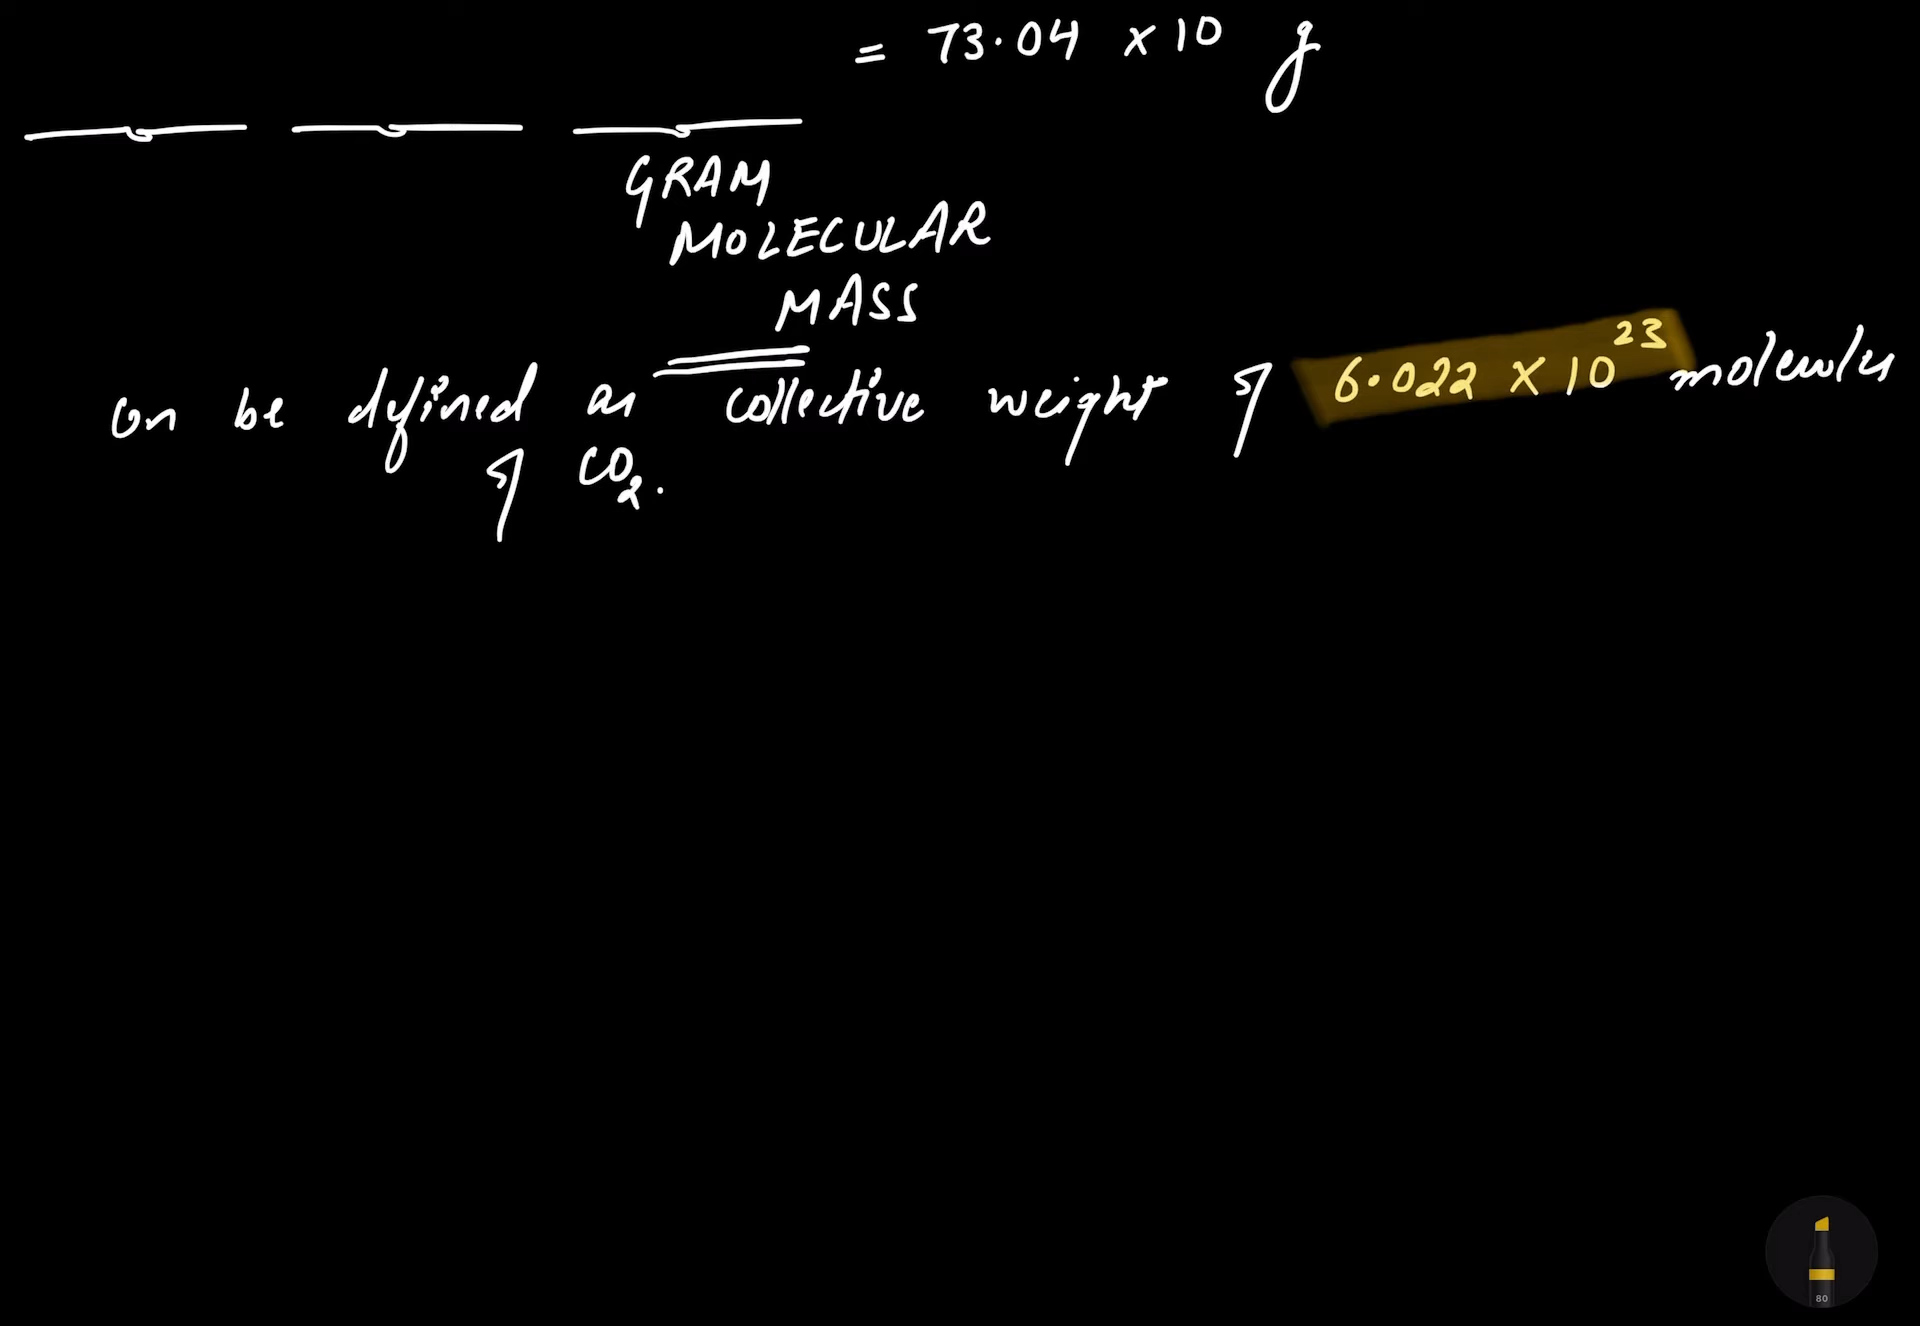 = 73.04 x 10 g
GRAM
MOLECULAR
MASS
can be defined as collective weight of 6.022 x 10²³ molecules
of CO₂.
80